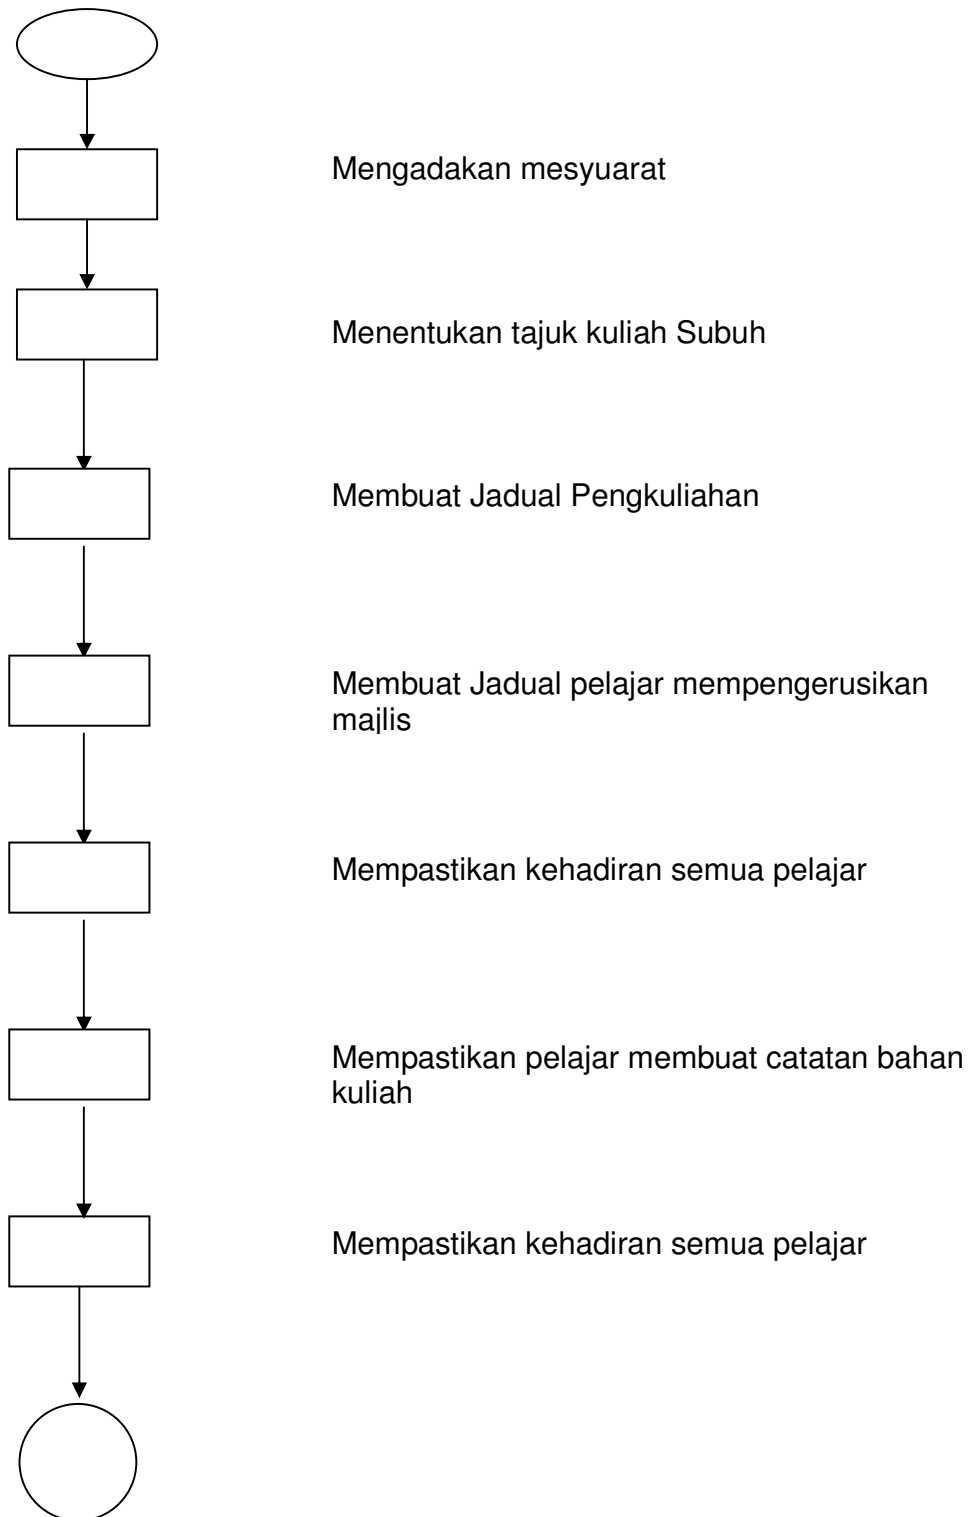 Mengadakan mesyuarat
Menentukan tajuk kuliah Subuh
Membuat Jadual Pengkuliahan
Membuat Jadual pelajar mempengerusikan
majlis
Mempastikan kehadiran semua pelajar
Mempastikan pelajar membuat catatan bahan
kuliah
Mempastikan kehadiran semua pelajar